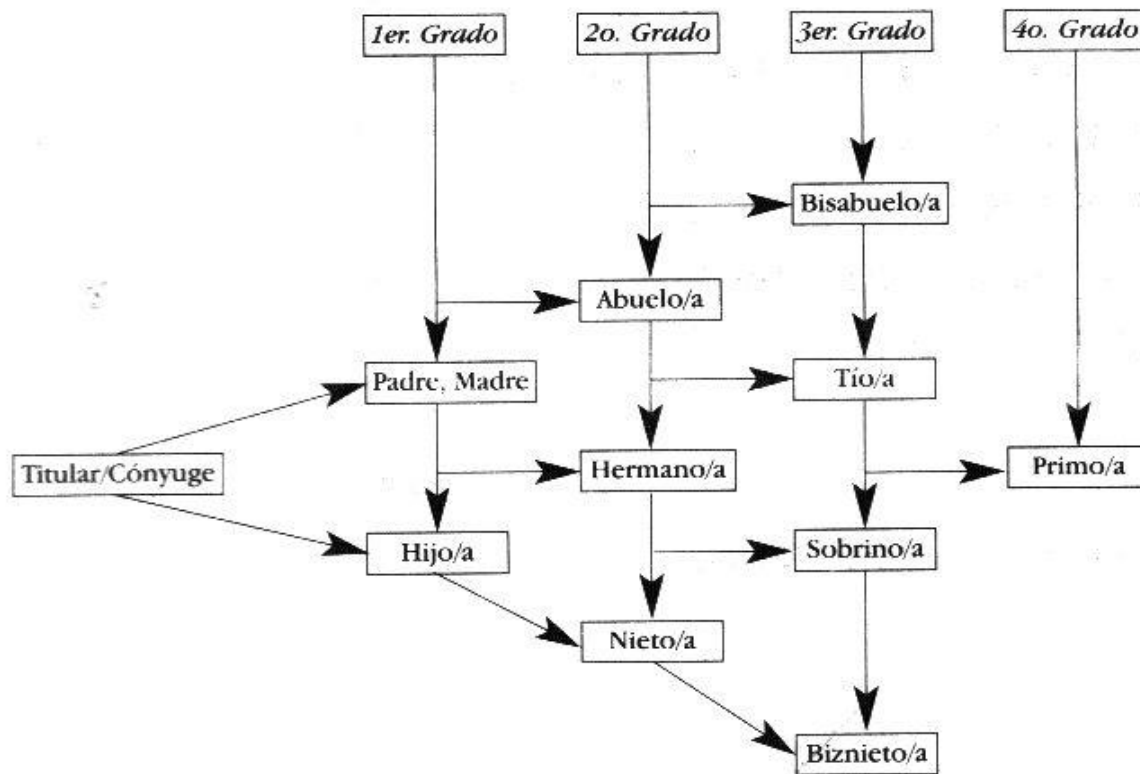 1er. Grado
2o. Grado
3er. Grado
4o. Grado
Bisabuelo/a
Abuelo/a
Padre, Madre
Tío/a
Titular/Cónyuge
Hermano/a
Primo/a
Hijo/a
Sobrino/a
Nieto/a
Biznieto/a